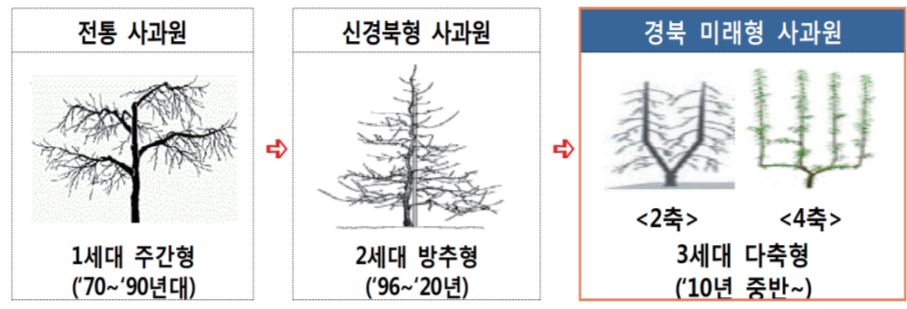 전통 사과원
1세대 주간형
('70~'90년대)
신경북형 사과원
2세대 방추형
('96~'20년)
경북 미래형 사과원
<2축>
<4축>
3세대 다축형
('10년 중반~)